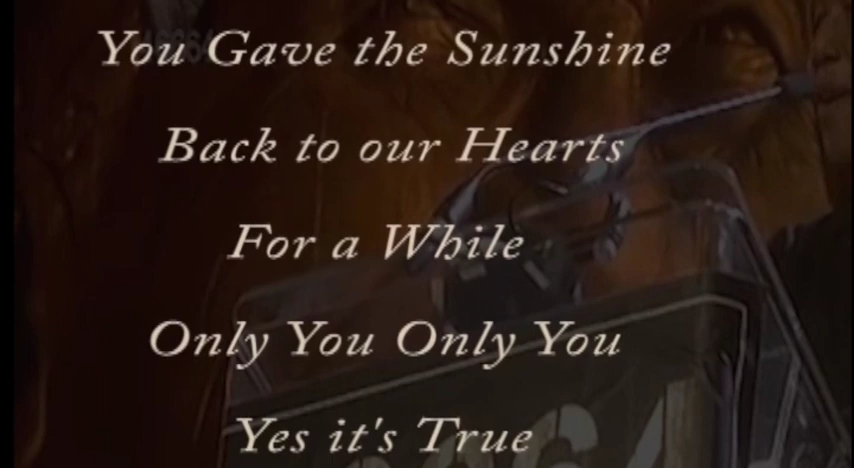 You Gave the Sunshine
Back to our Hearts
For a While
Only You Only You
Yes it's True